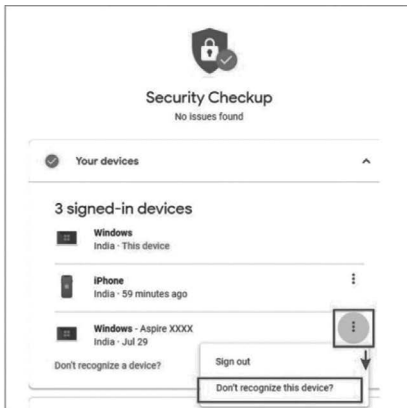 Security Checkup
No issues found
Your devices
3 signed-in devices
Windows
India · This device
iPhone
India · 59 minutes ago
Windows - Aspire XXXX
India · Jul 29
Don't recognize a device?
Sign out
Don't recognize this device?